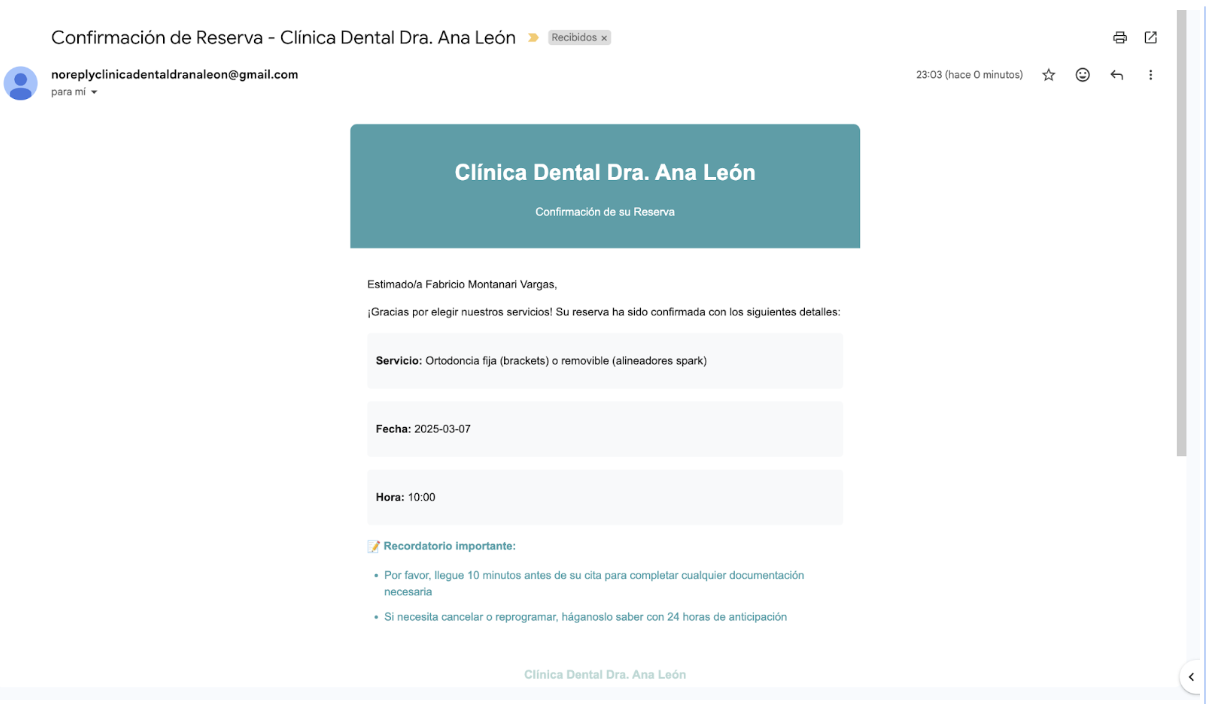 Confirmación de Reserva - Clínica Dental Dra. Ana León
Recibidos ×
noreplyclinicadentaldranaleon@gmail.com
23:03 (hace 0 minutos)
para mí
Clínica Dental Dra. Ana León
Confirmación de su Reserva
Estimado/a Fabricio Montanari Vargas,
¡Gracias por elegir nuestros servicios! Su reserva ha sido confirmada con los siguientes detalles:
Servicio: Ortodoncia fija (brackets) o removible (alineadores spark)
Fecha: 2025-03-07
Hora: 10:00
📝 Recordatorio importante:
• Por favor, llegue 10 minutos antes de su cita para completar cualquier documentación
necesaria
• Si necesita cancelar o reprogramar, háganoslo saber con 24 horas de anticipación
Clínica Dental Dra. Ana León